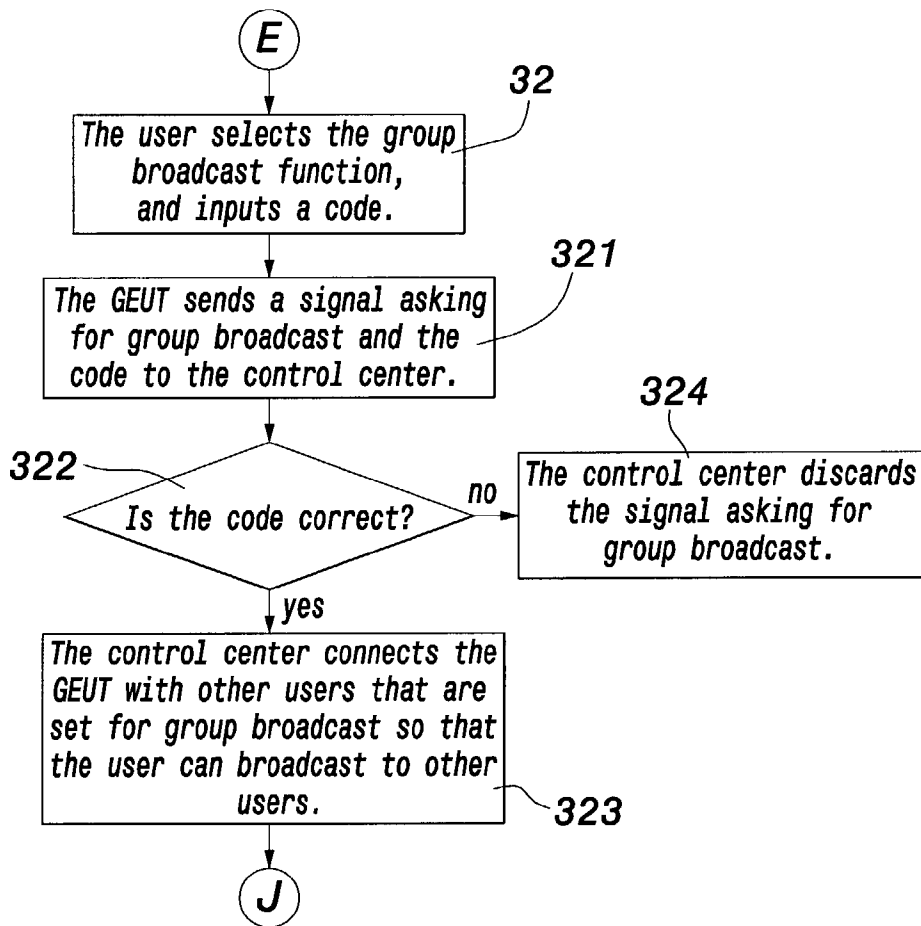 E
32
The user selects the group
broadcast function,
and inputs a code.
321
The GEUT sends a signal asking
for group broadcast and the
code to the control center.
322
Is the code correct?
no
324
The control center discards
the signal asking for
group broadcast.
yes
The control center connects the
GEUT with other users that are
set for group broadcast so that
the user can broadcast to other
users.
323
J